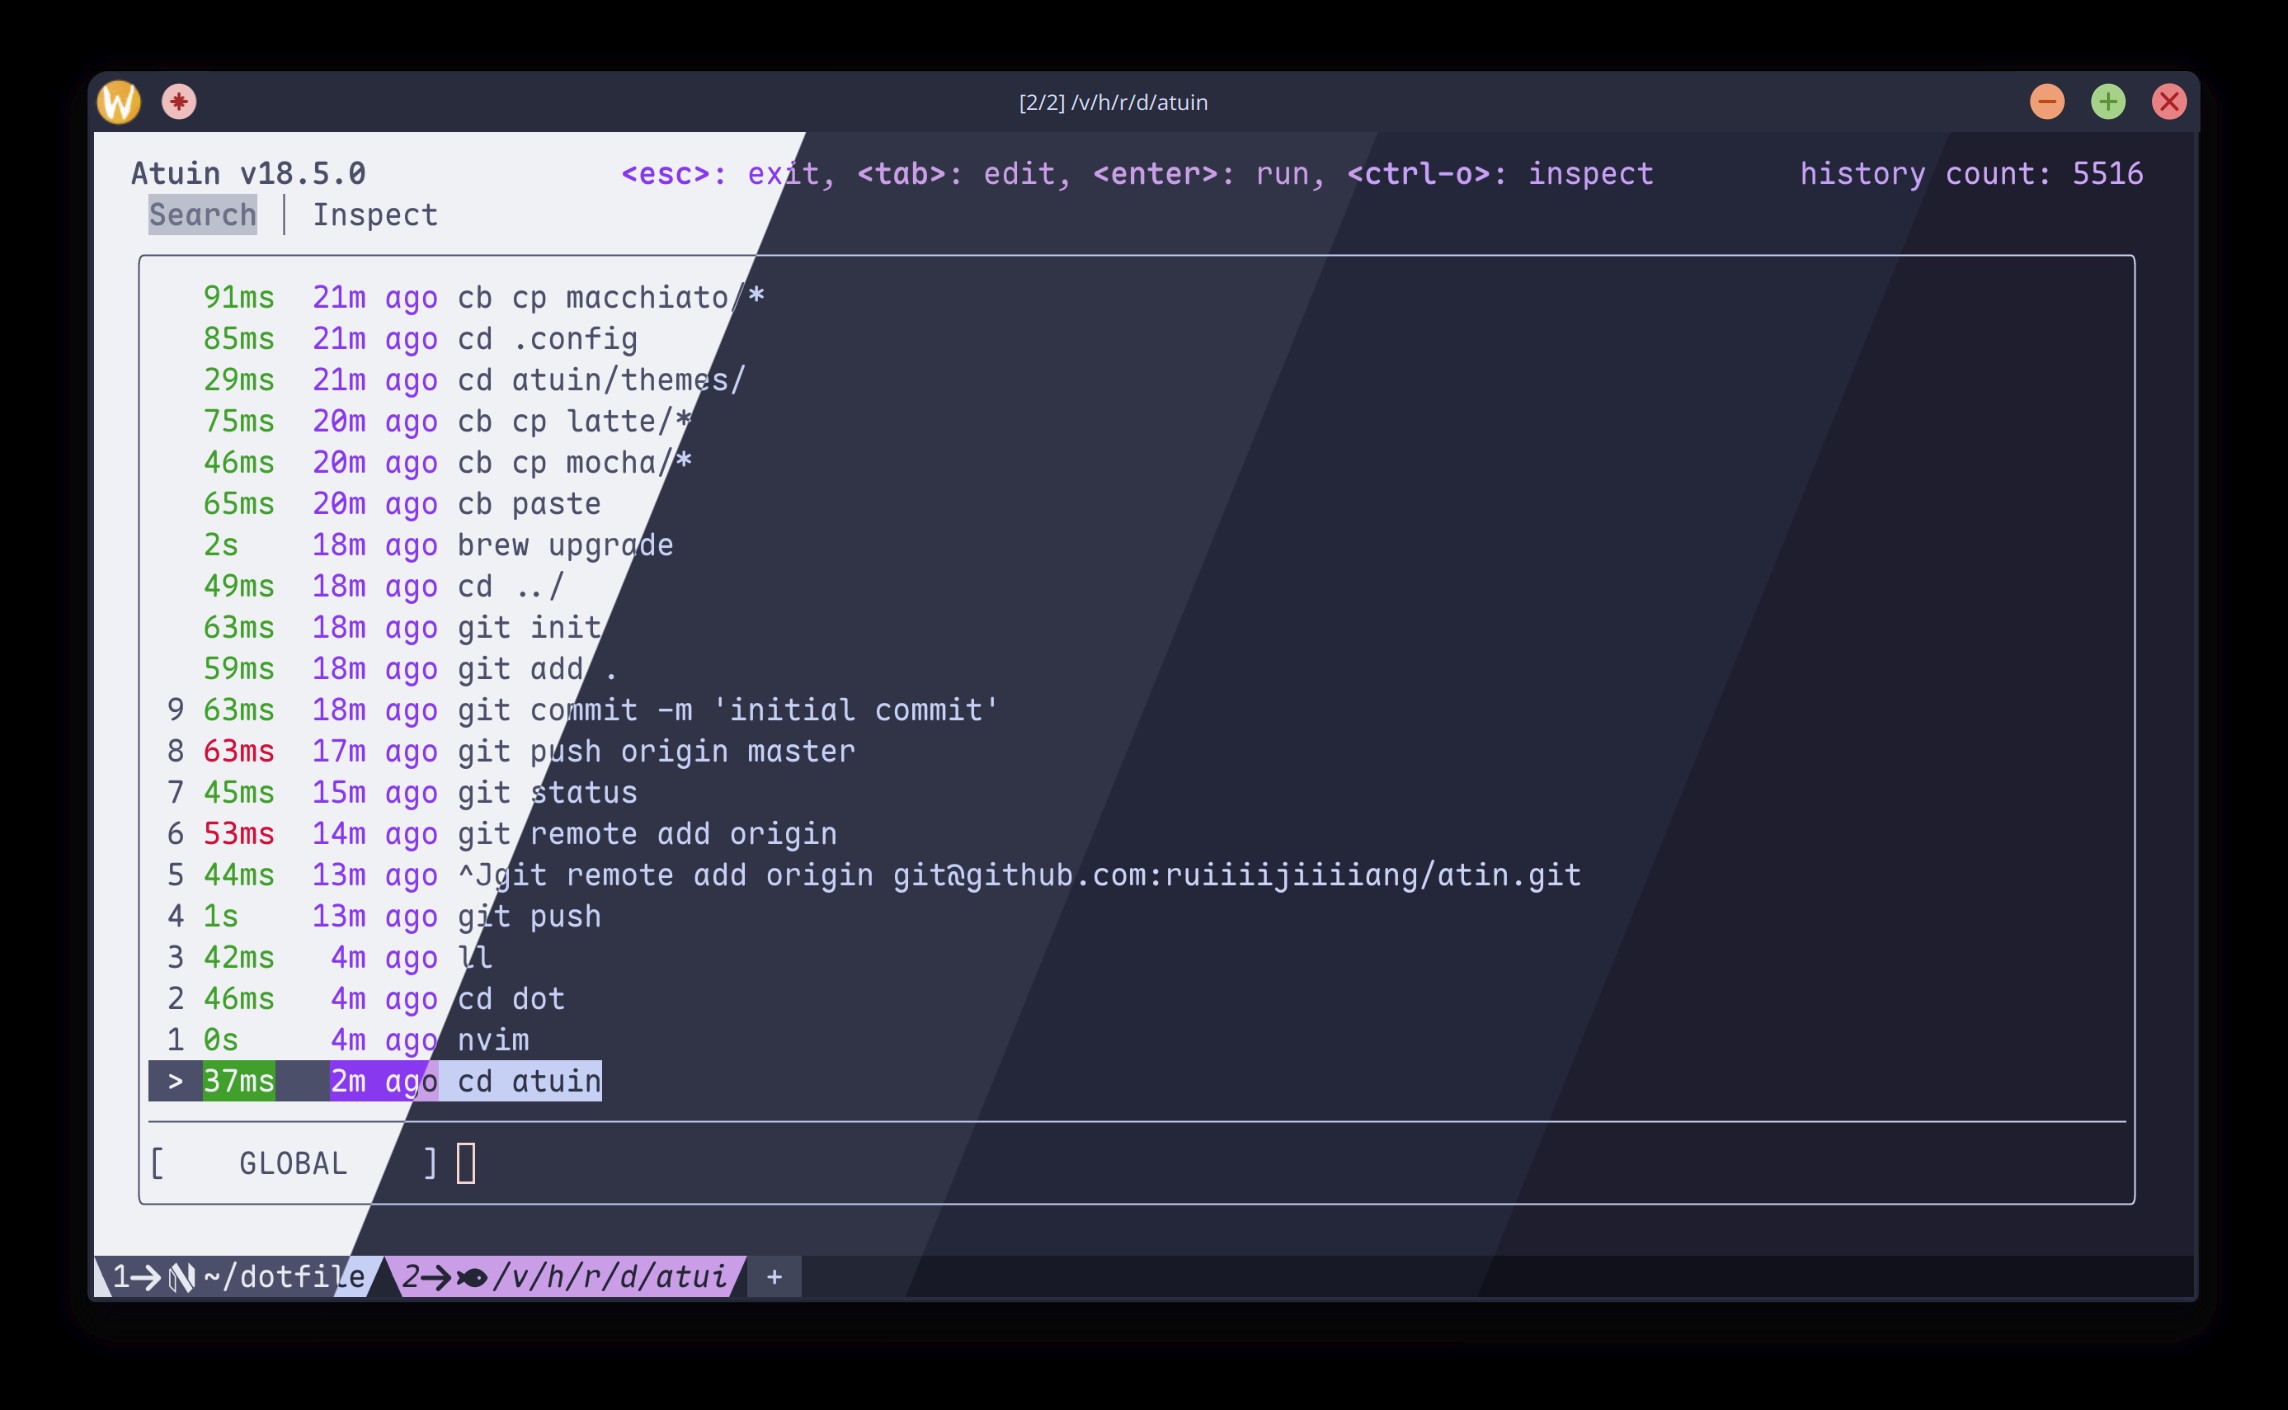 [2/2] /v/h/r/d/atuin
Atuin v18.5.0 <esc>: exit, <tab>: edit, <enter>: run, <ctrl-o>: inspect history count: 5516
Search │ Inspect
91ms 21m ago cb cp macchiato/*
85ms 21m ago cd .config
29ms 21m ago cd atuin/themes/
75ms 20m ago cb cp latte/*
46ms 20m ago cb cp mocha/*
65ms 20m ago cb paste
2s 18m ago brew upgrade
49ms 18m ago cd ../
63ms 18m ago git init
59ms 18m ago git add .
9 63ms 18m ago git commit -m 'initial commit'
8 63ms 17m ago git push origin master
7 45ms 15m ago git status
6 53ms 14m ago git remote add origin
5 44ms 13m ago ^Jgit remote add origin git@github.com:ruiiiijiiiiang/atin.git
4 1s 13m ago git push
3 42ms 4m ago ll
2 46ms 4m ago cd dot
1 0s 4m ago nvim
> 37ms 2m ago cd atuin
[ GLOBAL ]
1→ ~/dotfile 2→ /v/h/r/d/atui +